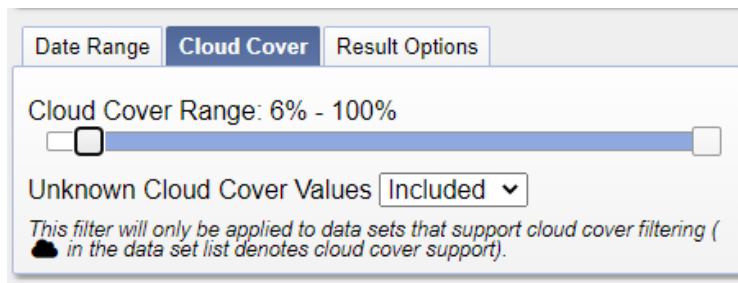 Date Range Cloud Cover Result Options
Cloud Cover Range: 6% - 100%
Unknown Cloud Cover Values Included
This filter will only be applied to data sets that support cloud cover filtering (
in the data set list denotes cloud cover support).